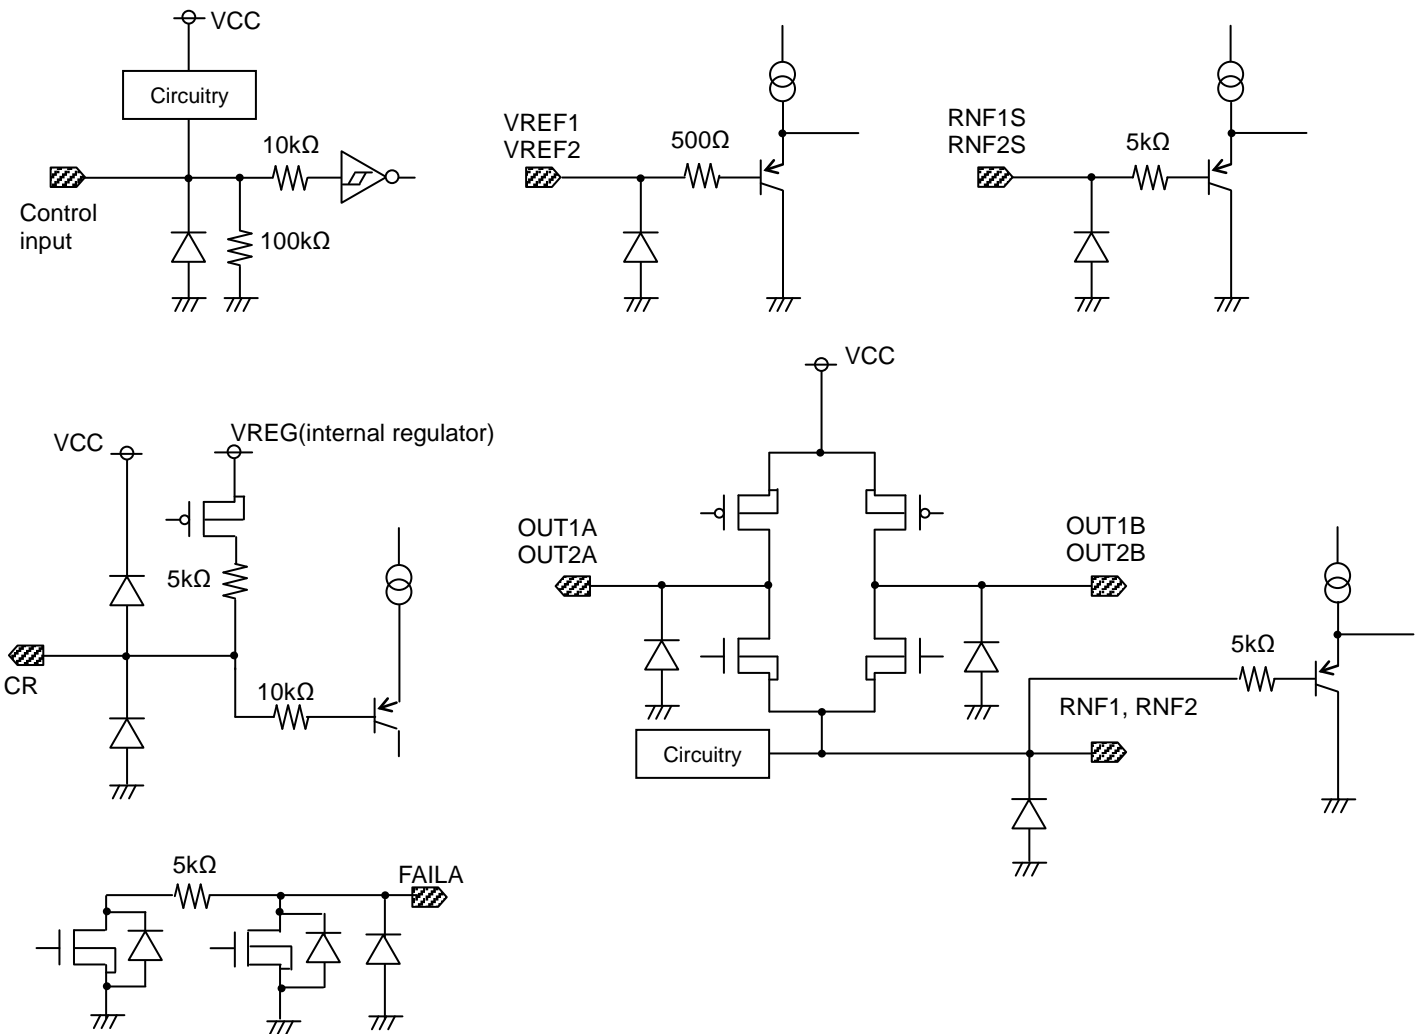 VCC
Circuitry
10kΩ
Control
input
100kΩ
VREF1
VREF2
500Ω
RNF1S
RNF2S
5kΩ
VCC
VREG(internal regulator)
5kΩ
CR
10kΩ
VCC
OUT1A
OUT2A
OUT1B
OUT2B
5kΩ
RNF1, RNF2
Circuitry
5kΩ
FAILA